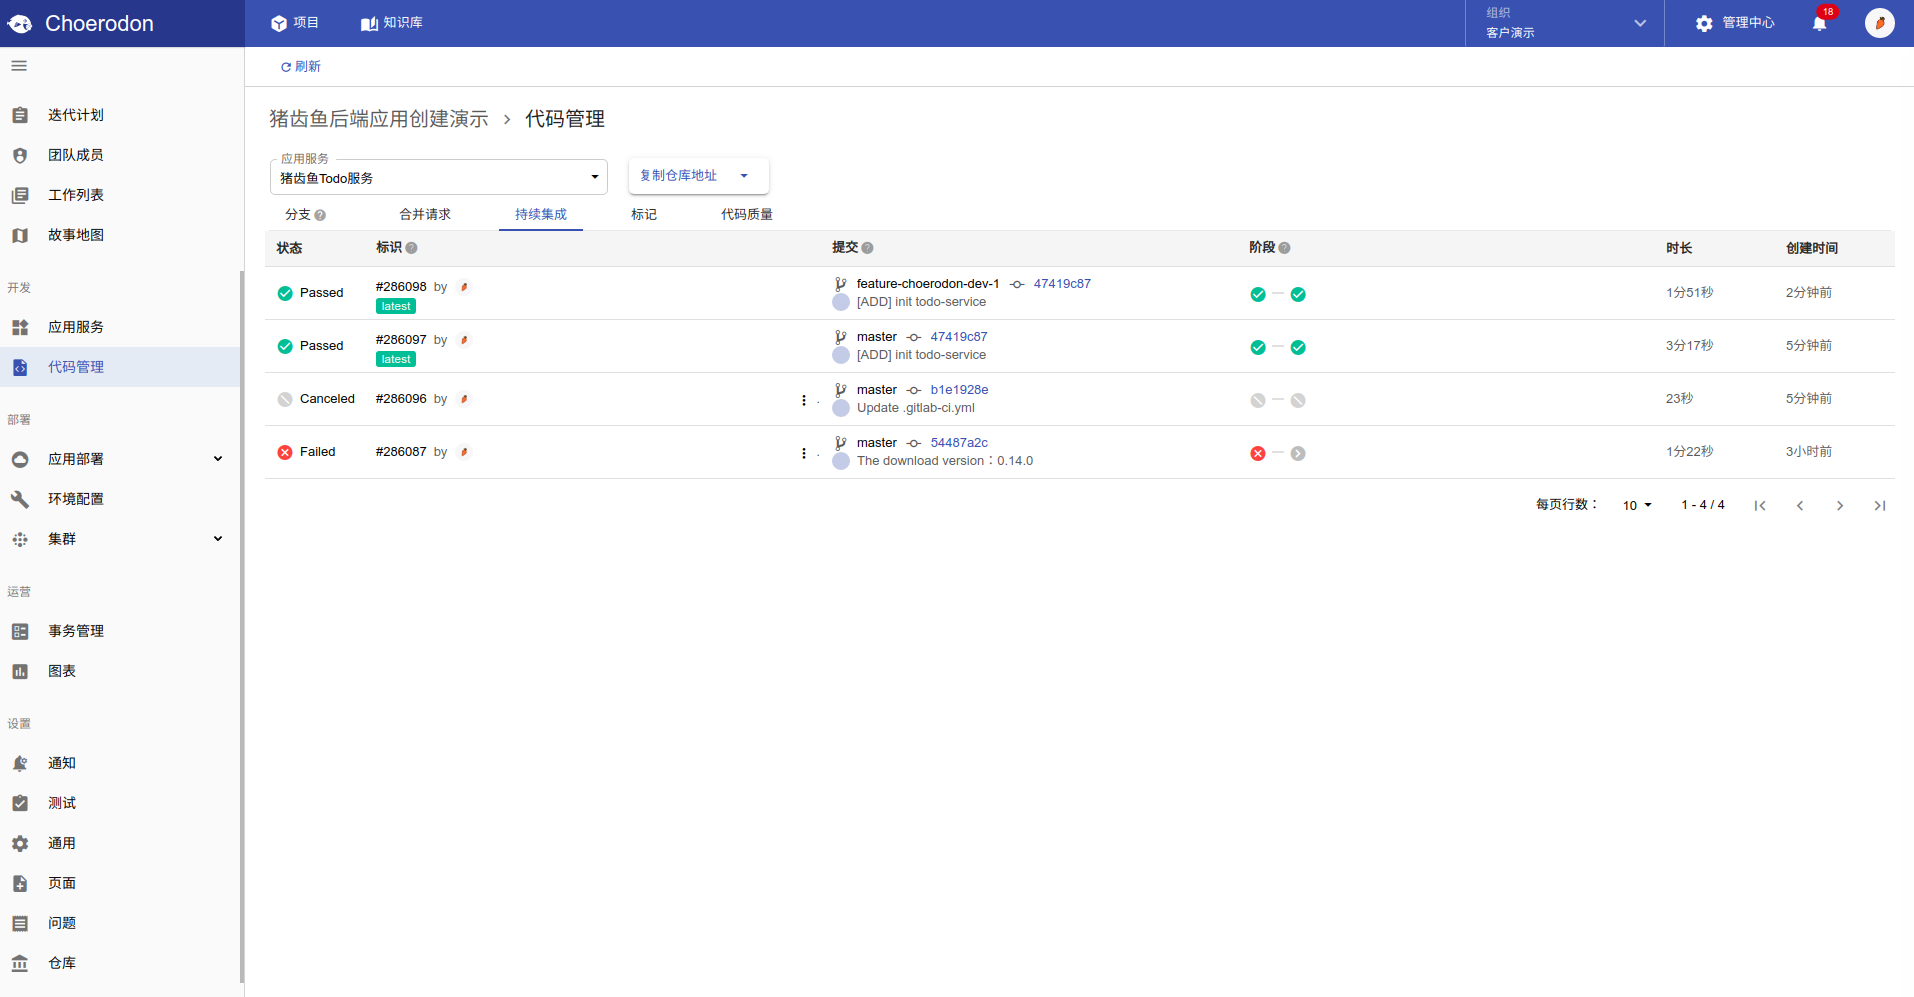 Choerodon
项目
知识库
组织
客户演示
管理中心
18
刷新
迭代计划
团队成员
工作列表
故事地图
开发
应用服务
代码管理
部署
应用部署
环境配置
集群
运营
事务管理
图表
设置
通知
测试
通用
页面
问题
仓库
猪齿鱼后端应用创建演示 › 代码管理
应用服务
猪齿鱼Todo服务
复制仓库地址
分支 合并请求 持续集成 标记 代码质量
状态 标识 提交 阶段 时长 创建时间
Passed #286098 by feature-choerodon-dev-1 47419c87 1分51秒 2分钟前
latest [ADD] init todo-service
Passed #286097 by master 47419c87 3分17秒 5分钟前
latest [ADD] init todo-service
Canceled #286096 by master b1e1928e 23秒 5分钟前
Update .gitlab-ci.yml
Failed #286087 by master 54487a2c 1分22秒 3小时前
The download version：0.14.0
每页行数： 10 1 - 4 / 4